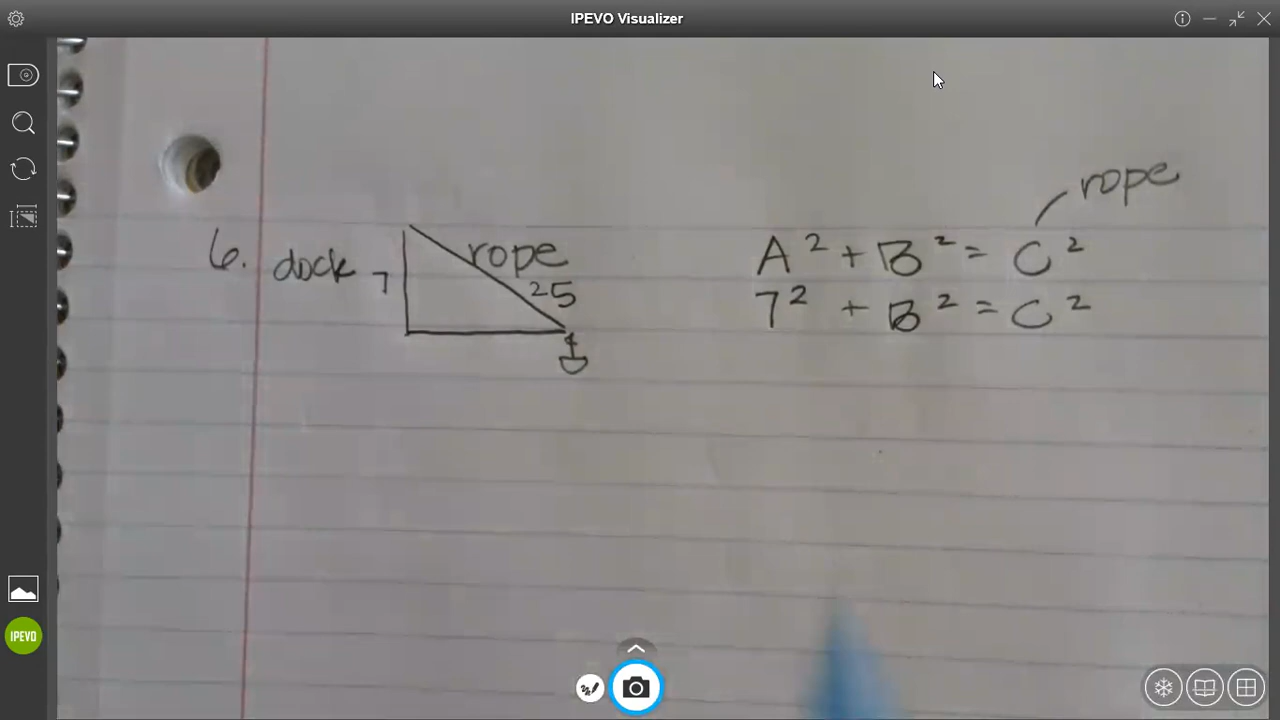 IPEVO Visualizer
rope
6. dock 7 rope 25
A² + B² = C²
7² + B² = C²
IPEVO